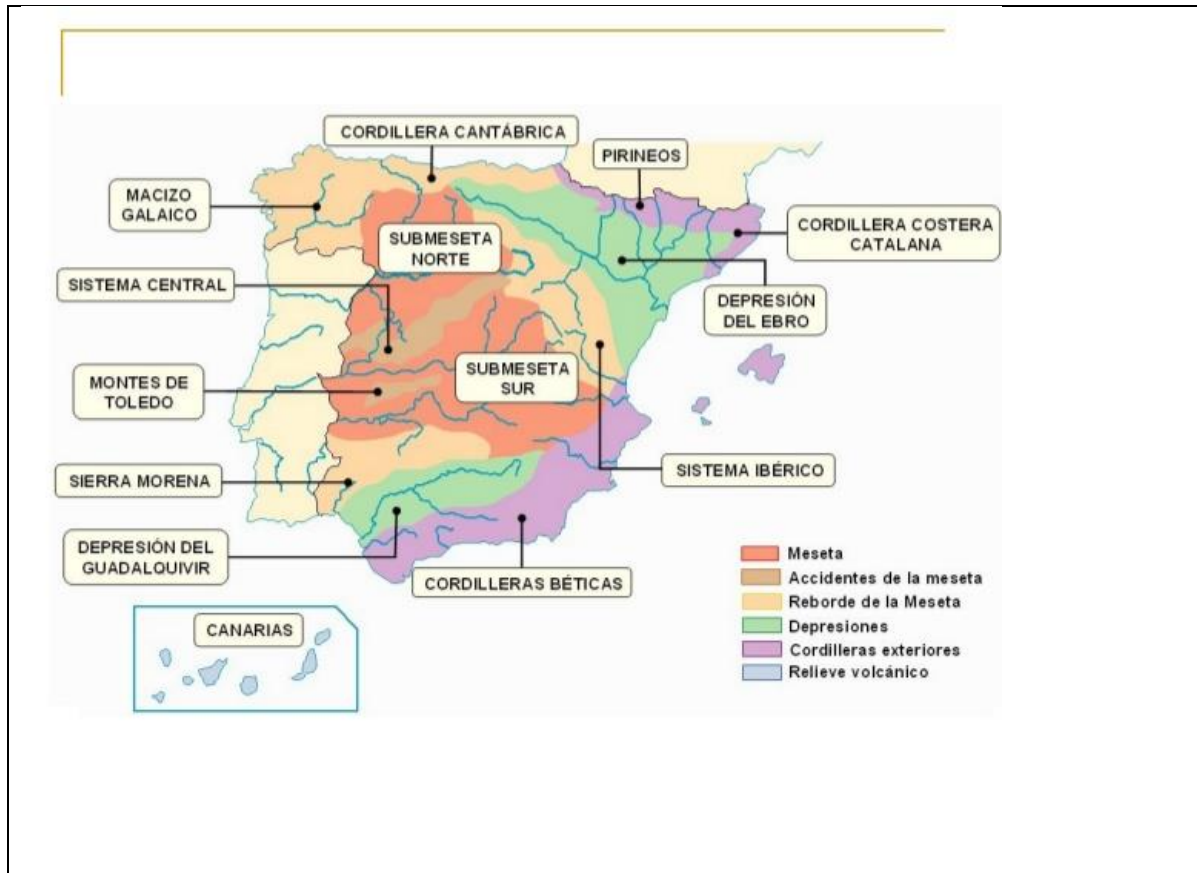 CORDILLERA CANTÁBRICA
PIRINEOS
MACIZO
GALAICO
CORDILLERA COSTERA
CATALANA
SUBMESETA
NORTE
SISTEMA CENTRAL
DEPRESIÓN
DEL EBRO
MONTES DE
TOLEDO
SUBMESETA
SUR
SIERRA MORENA
SISTEMA IBÉRICO
DEPRESIÓN DEL
GUADALQUIVIR
CORDILLERAS BÉTICAS
CANARIAS
Meseta
Accidentes de la meseta
Reborde de la Meseta
Depresiones
Cordilleras exteriores
Relieve volcánico